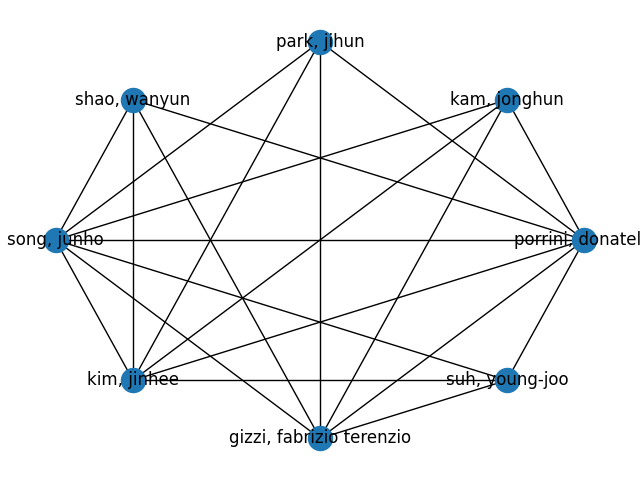 park, jihun
shao, wanyun
kam, jonghun
song, junho
porrini, donatel
kim, jinhee
suh, young-joo
gizzi, fabrizio terenzio